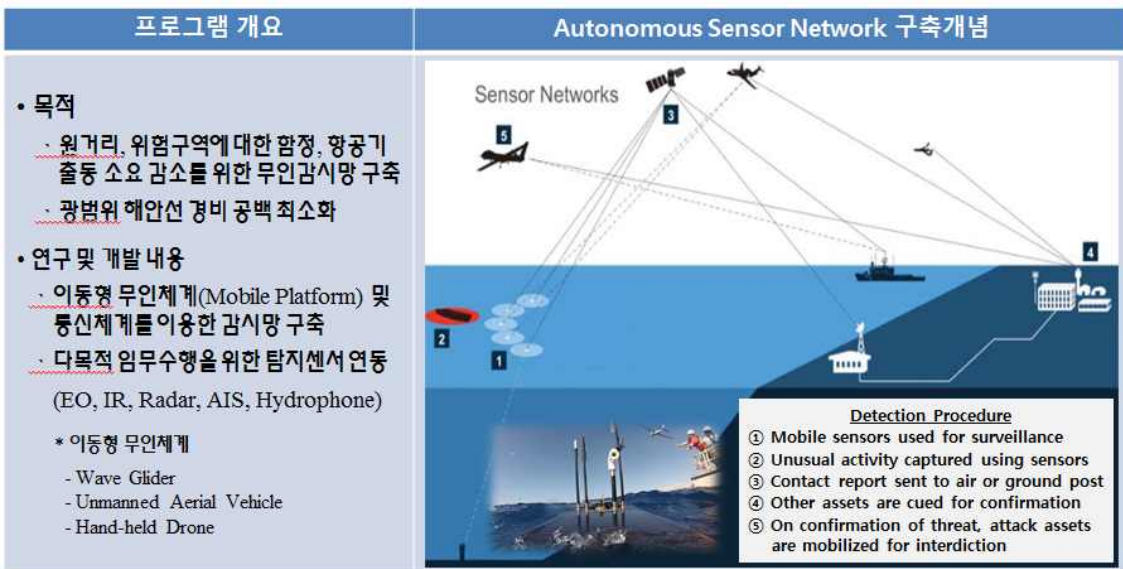 프로그램 개요
• 목적
· 원거리, 위험구역에 대한 함정, 항공기
출동 소요 감소를 위한 무인감시망 구축
· 광범위 해안선 경비 공백 최소화
• 연구 및 개발 내용
· 이동형 무인체계(Mobile Platform) 및
통신체계를 이용한 감시망 구축
· 다목적 임무수행을 위한 탐지센서 연동
(EO, IR, Radar, AIS, Hydrophone)
* 이동형 무인체계
- Wave Glider
- Unmanned Aerial Vehicle
- Hand-held Drone
Autonomous Sensor Network 구축개념
Sensor Networks
3
5
4
2
1
Detection Procedure
① Mobile sensors used for surveillance
② Unusual activity captured using sensors
③ Contact report sent to air or ground post
④ Other assets are cued for confirmation
⑤ On confirmation of threat, attack assets
are mobilized for interdiction